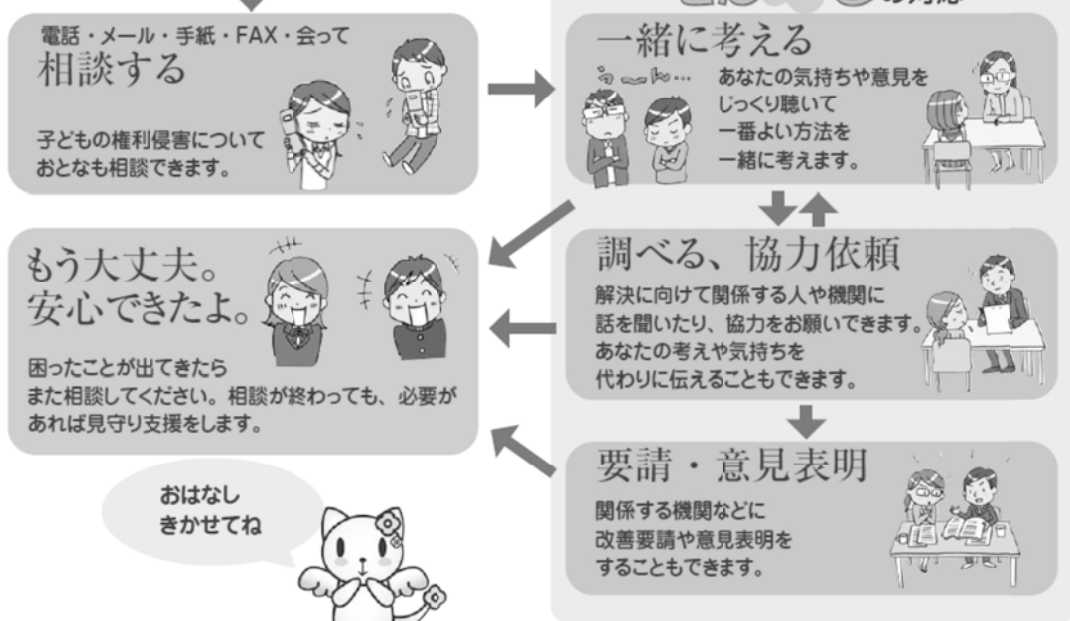 の対応
電話・メール・手紙・FAX・会って
相談する
子どもの権利侵害について
おとなも相談できます。
一緒に考える
うーん…
あなたの気持ちや意見を
じっくり聴いて
一番よい方法を
一緒に考えます。
もう大丈夫。
安心できたよ。
困ったことが出てきたら
また相談してください。相談が終わっても、必要が
あれば見守り支援をします。
調べる、協力依頼
解決に向けて関係する人や機関に
話を聞いたり、協力をお願いできます。
あなたの考えや気持ちを
代わりに伝えることもできます。
要請・意見表明
関係する機関などに
改善要請や意見表明を
することもできます。
おはなし
きかせてね